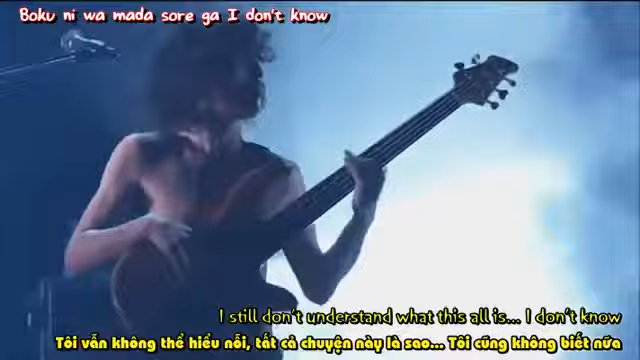 Boku ni wa mada sore ga I don't know
I still don't understand what this all is... I don't know
Tôi vẫn không thể hiểu nỗi, tất cả chuyện này là sao... Tôi cũng không biết nữa